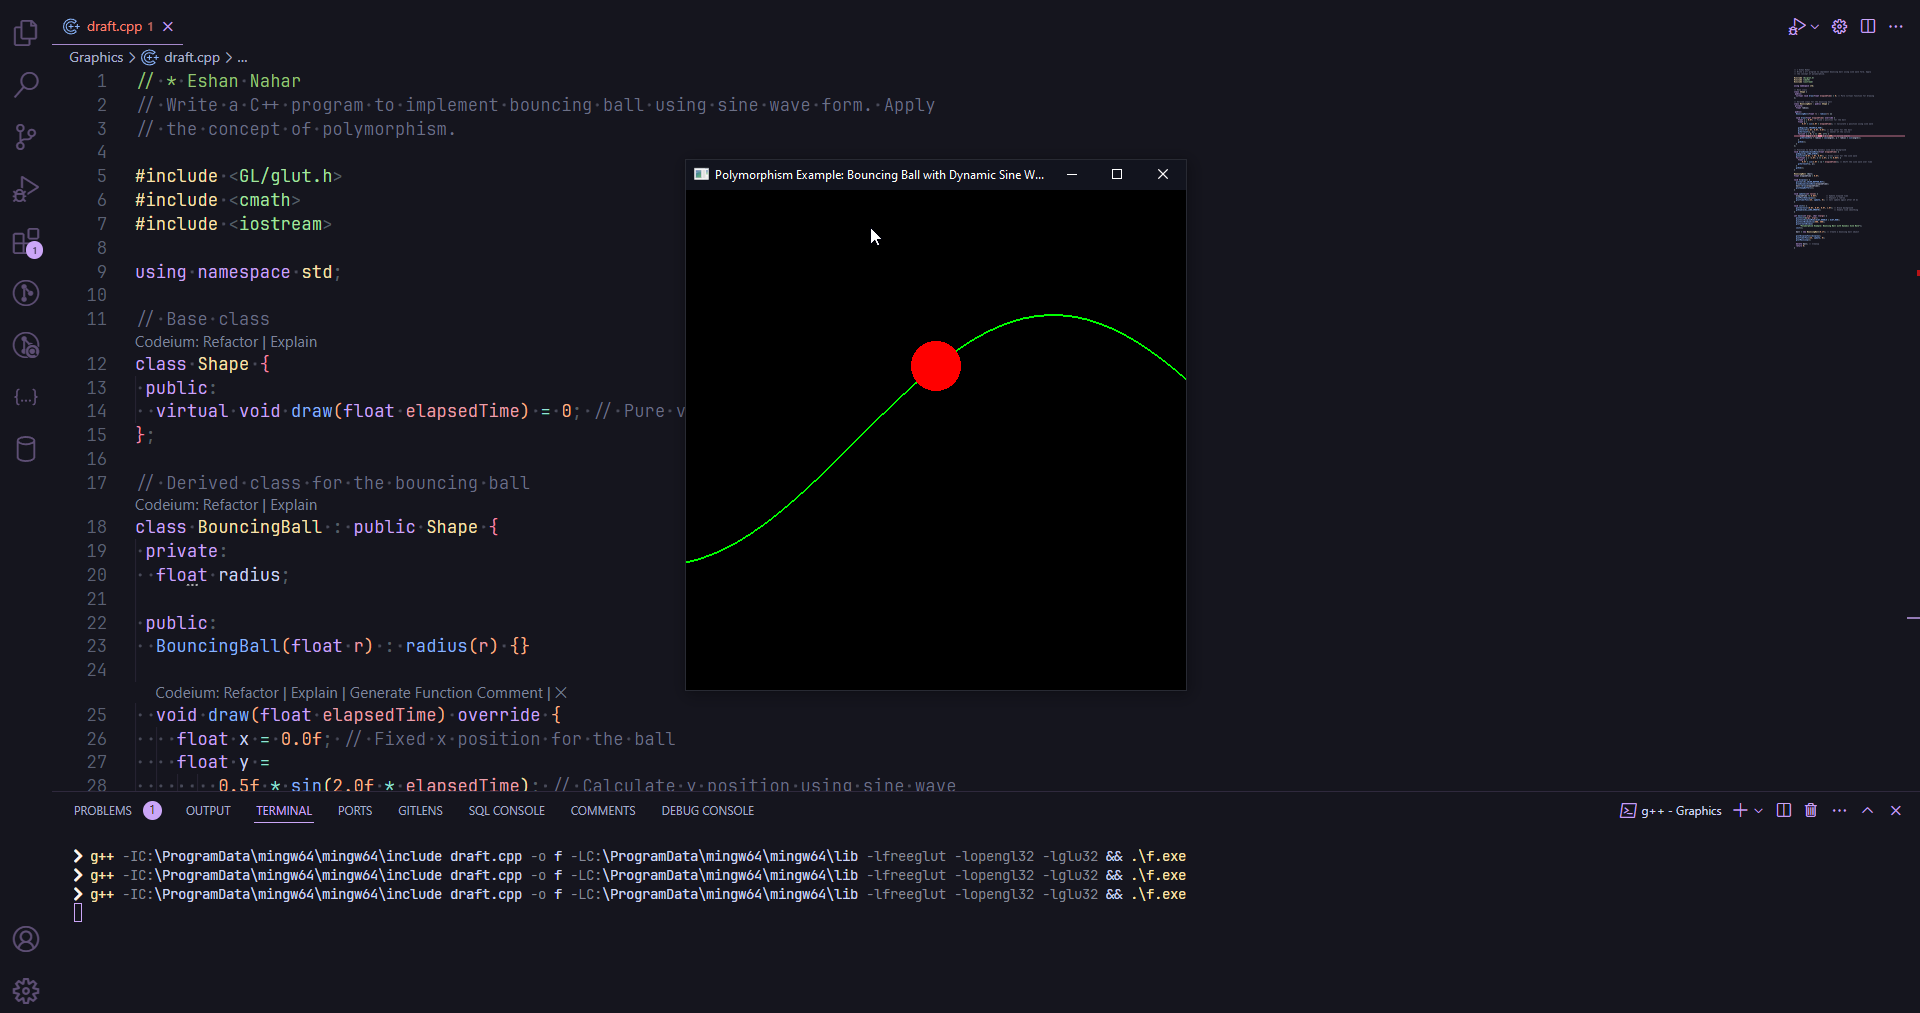 draft.cpp 1
Graphics > draft.cpp > ...
1 // * Eshan Nahar
2 // Write a C++ program to implement bouncing ball using sine wave form. Apply
3 // the concept of polymorphism.
4
5 #include <GL/glut.h>
6 #include <cmath>
7 #include <iostream>
8
9 using namespace std;
10
11 // Base class
Codeium: Refactor | Explain
12 class Shape {
13 public:
14 virtual void draw(float elapsedTime) = 0; // Pure v
15 };
16
17 // Derived class for the bouncing ball
Codeium: Refactor | Explain
18 class BouncingBall : public Shape {
19 private:
20 float radius;
21
22 public:
23 BouncingBall(float r) : radius(r) {}
24
Codeium: Refactor | Explain | Generate Function Comment | X
25 void draw(float elapsedTime) override {
26 float x = 0.0f; // Fixed x position for the ball
27 float y =
28 0.5f * sin(2.0f * elapsedTime); // Calculate y position using sine wave
Polymorphism Example: Bouncing Ball with Dynamic Sine W...
1
PROBLEMS 1 OUTPUT TERMINAL PORTS GITLENS SQL CONSOLE COMMENTS DEBUG CONSOLE
g++ - Graphics
> g++ -IC:\ProgramData\mingw64\mingw64\include draft.cpp -o f -LC:\ProgramData\mingw64\mingw64\lib -lfreeglut -lopengl32 -lglu32 && .\f.exe
> g++ -IC:\ProgramData\mingw64\mingw64\include draft.cpp -o f -LC:\ProgramData\mingw64\mingw64\lib -lfreeglut -lopengl32 -lglu32 && .\f.exe
> g++ -IC:\ProgramData\mingw64\mingw64\include draft.cpp -o f -LC:\ProgramData\mingw64\mingw64\lib -lfreeglut -lopengl32 -lglu32 && .\f.exe